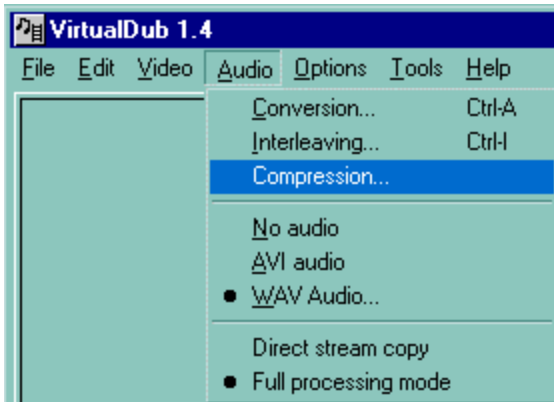 VirtualDub 1.4
File Edit Video Audio Options Tools Help
Conversion... Ctrl-A
Interleaving... Ctrl-I
Compression...
No audio
AVI audio
WAV Audio...
Direct stream copy
Full processing mode